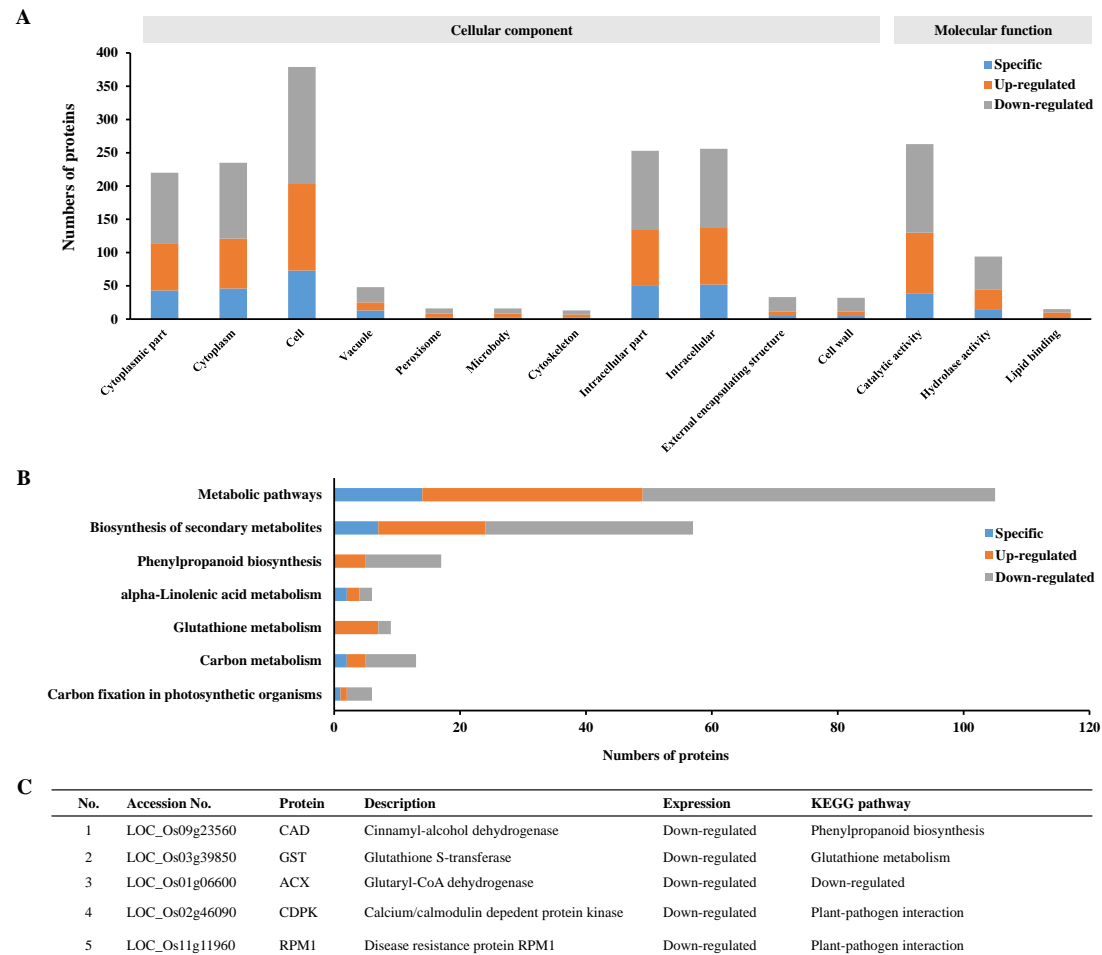 A
Cellular component
Molecular function
Numbers of proteins
400
350
300
250
200
150
100
50
0
Specific
Up-regulated
Down-regulated
Cytoplasmic part
Cytoplasm
Cell
Vacuole
Peroxisome
Microbody
Cytoskeleton
Intracellular part
Intracellular
External encapsulating structure
Cell wall
Catalytic activity
Hydrolase activity
Lipid binding
B
Metabolic pathways
Biosynthesis of secondary metabolites
Phenylpropanoid biosynthesis
alpha-Linolenic acid metabolism
Glutathione metabolism
Carbon metabolism
Carbon fixation in photosynthetic organisms
Specific
Up-regulated
Down-regulated
0 20 40 60 80 100 120
Numbers of proteins
C
No. Accession No. Protein Description Expression KEGG pathway
1 LOC_Os09g23560 CAD Cinnamyl-alcohol dehydrogenase Down-regulated Phenylpropanoid biosynthesis
2 LOC_Os03g39850 GST Glutathione S-transferase Down-regulated Glutathione metabolism
3 LOC_Os01g06600 ACX Glutaryl-CoA dehydrogenase Down-regulated Down-regulated
4 LOC_Os02g46090 CDPK Calcium/calmodulin depedent protein kinase Down-regulated Plant-pathogen interaction
5 LOC_Os11g11960 RPM1 Disease resistance protein RPM1 Down-regulated Plant-pathogen interaction